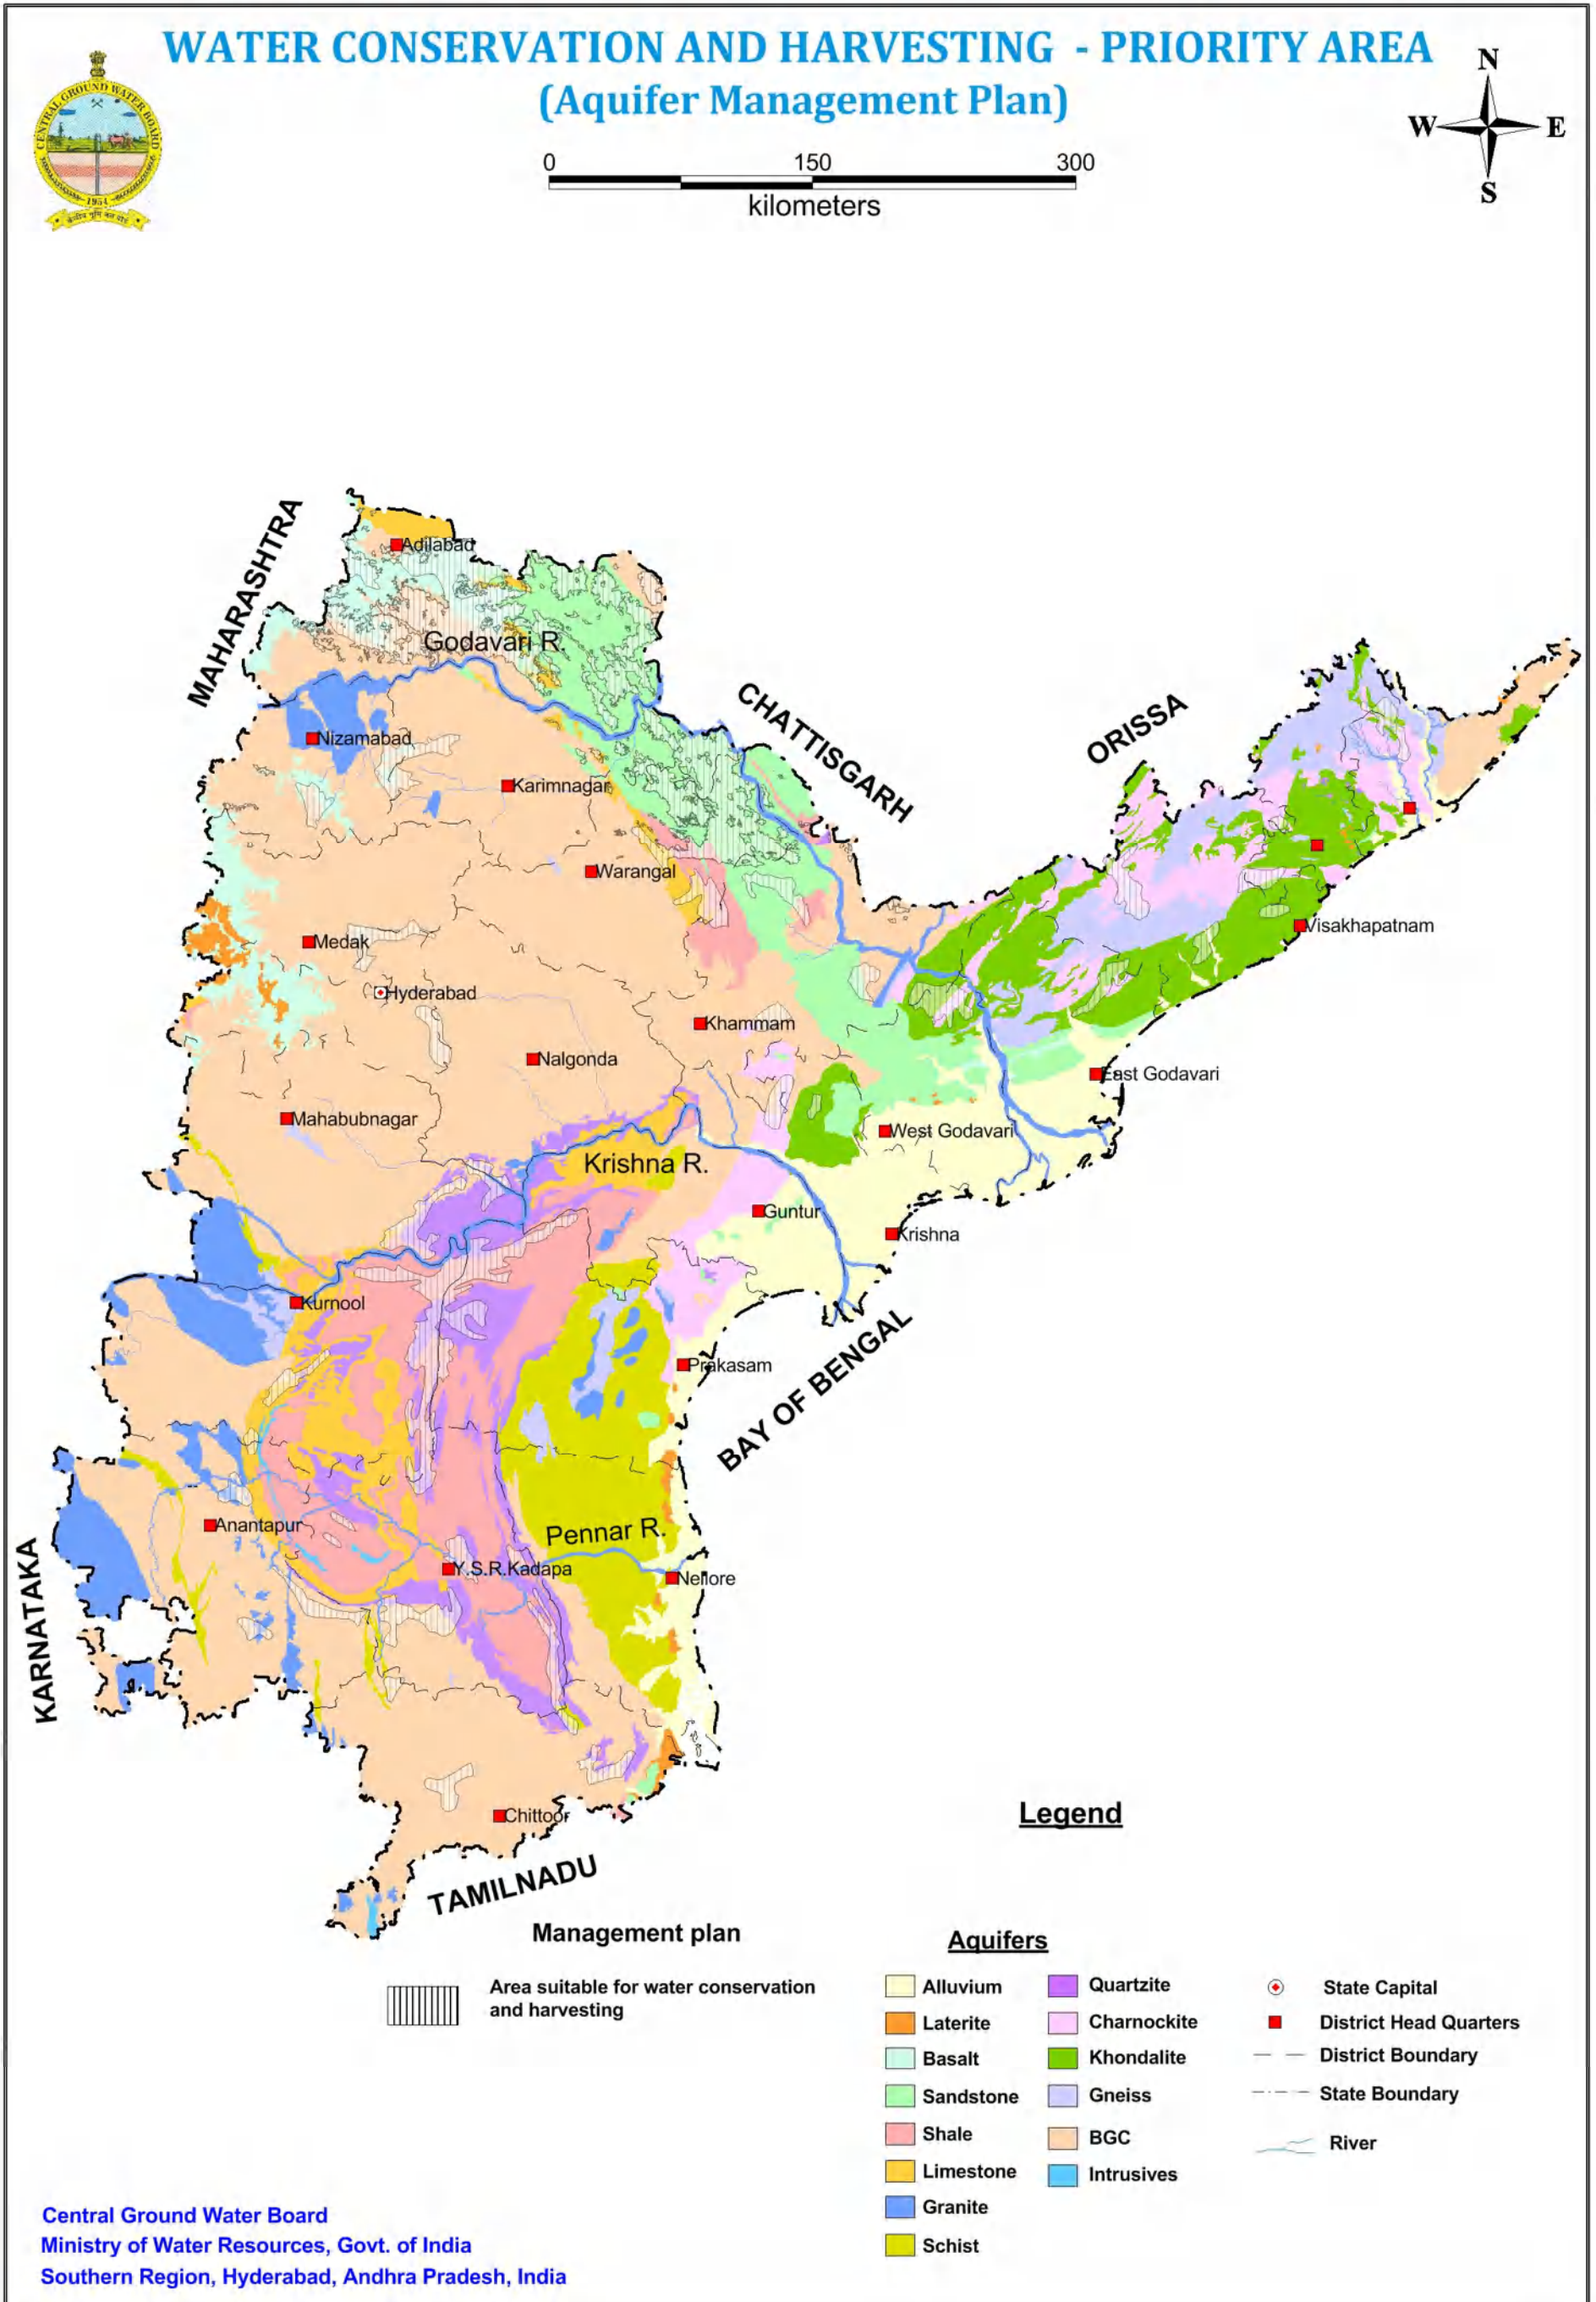 WATER CONSERVATION AND HARVESTING - PRIORITY AREA
(Aquifer Management Plan)
CENTRAL GROUND WATER BOARD
1954
N
W E
S
0 150 300
kilometers
MAHARASHTRA
Adilabad
Godavari R.
CHATTISGARH
ORISSA
Nizamabad
Karimnagar
Warangal
Visakhapatnam
Medak
Hyderabad
Khammam
Nalgonda
East Godavari
Mahabubnagar
West Godavari
Krishna R.
Guntur
Krishna
Kurnool
Prakasam
BAY OF BENGAL
Anantapur
Pennar R.
Y.S.R.Kadapa
Nellore
KARNATAKA
Chittoor
TAMILNADU
Legend
Management plan
Area suitable for water conservation
and harvesting
Aquifers
Alluvium
Laterite
Basalt
Sandstone
Shale
Limestone
Granite
Schist
Quartzite
Charnockite
Khondalite
Gneiss
BGC
Intrusives
State Capital
District Head Quarters
District Boundary
State Boundary
River
Central Ground Water Board
Ministry of Water Resources, Govt. of India
Southern Region, Hyderabad, Andhra Pradesh, India